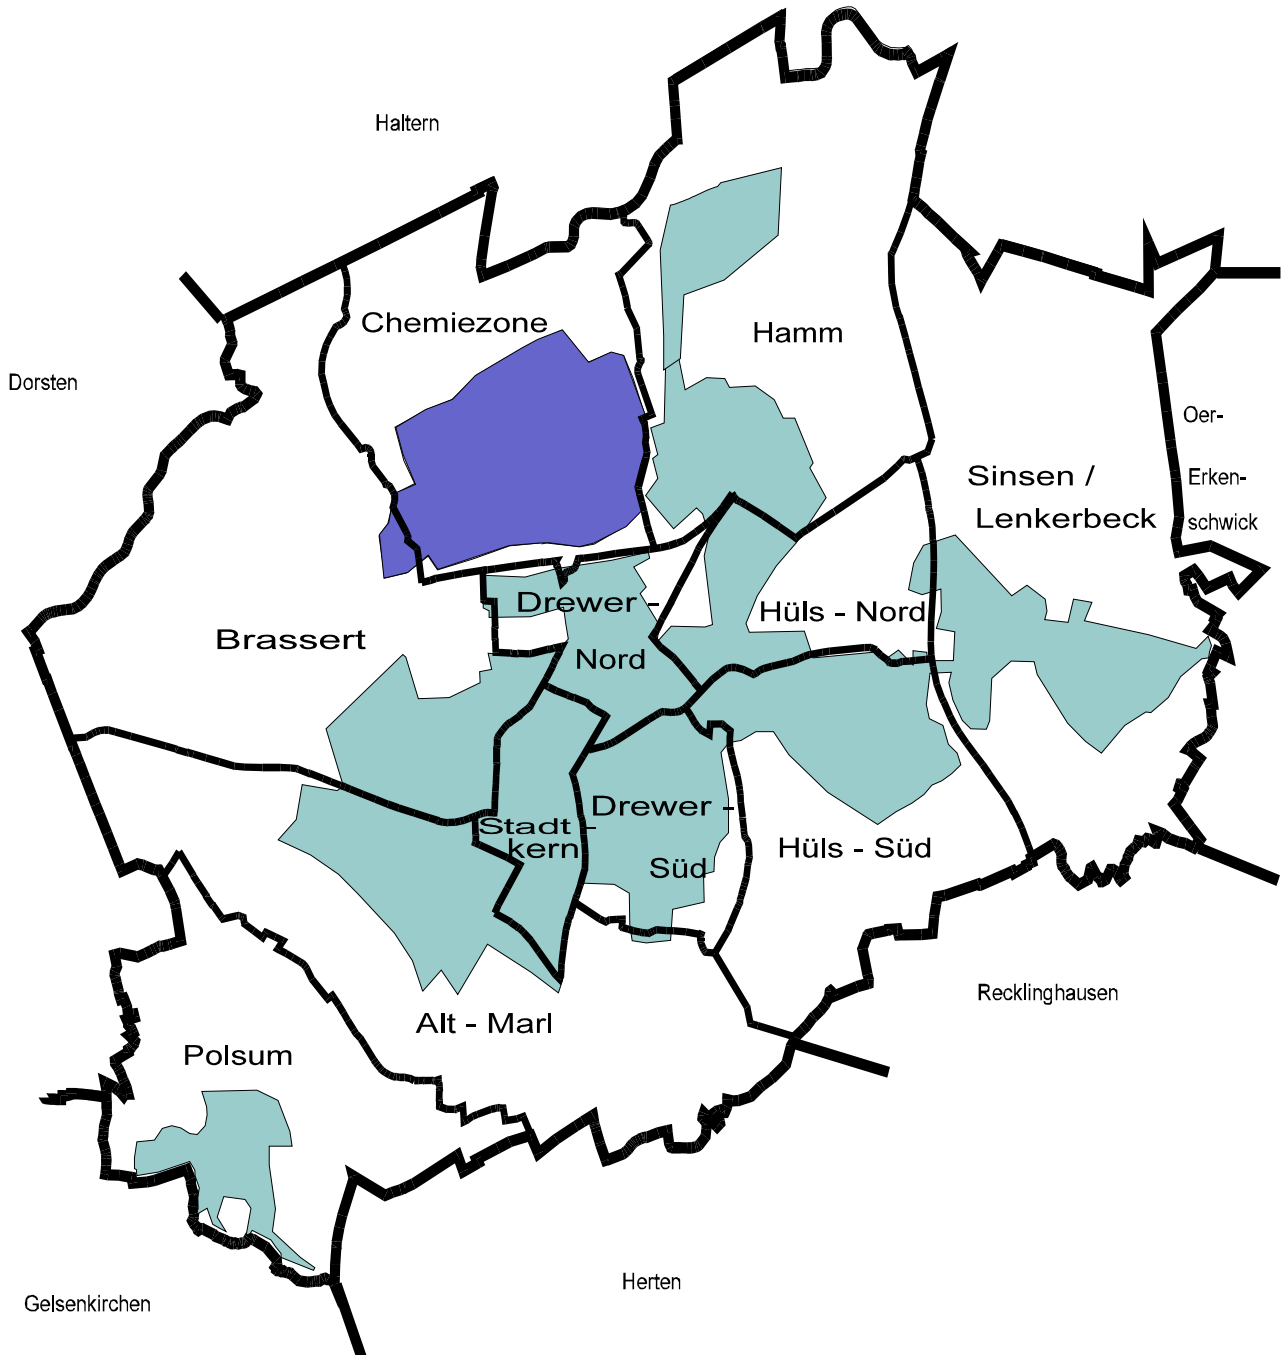 Haltern
Chemiezone
Hamm
Dorsten
Oer-
Erken-
schwick
Sinsen /
Lenkerbeck
Drewer -
Nord
Hüls - Nord
Brassert
Stadt -
kern
Drewer -
Süd
Hüls - Süd
Recklinghausen
Alt - Marl
Polsum
Herten
Gelsenkirchen